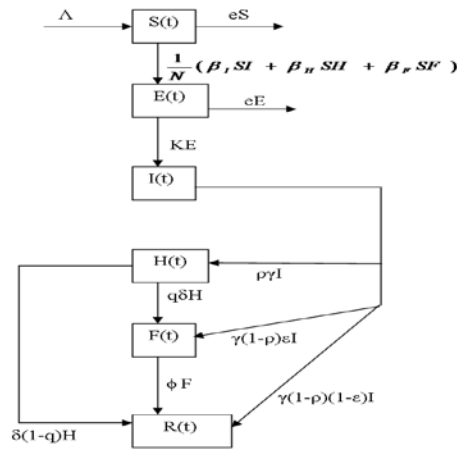 Λ S(t) eS
1/N (β_I SI + β_H SH + β_F SF)
E(t) eE
KE
I(t)
H(t) ργI
qδH
F(t) γ(1-ρ)εI
ϕF
γ(1-ρ)(1-ε)I
R(t)
δ(1-q)H